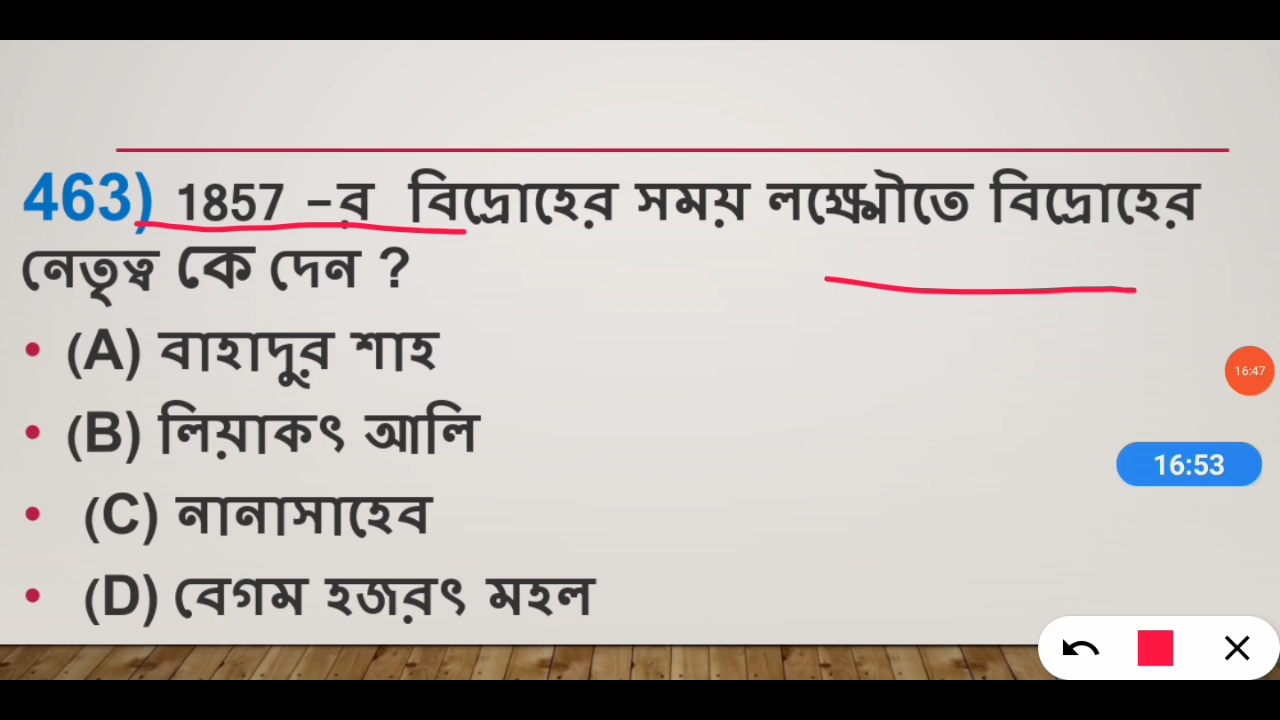 463) 1857 –র বিদ্রোহের সময় লক্ষ্ণৌতে বিদ্রোহের
নেতৃত্ব কে দেন ?
• (A) বাহাদুর শাহ
• (B) লিয়াকৎ আলি
• (C) নানাসাহেব
• (D) বেগম হজরৎ মহল
16:47
16:53